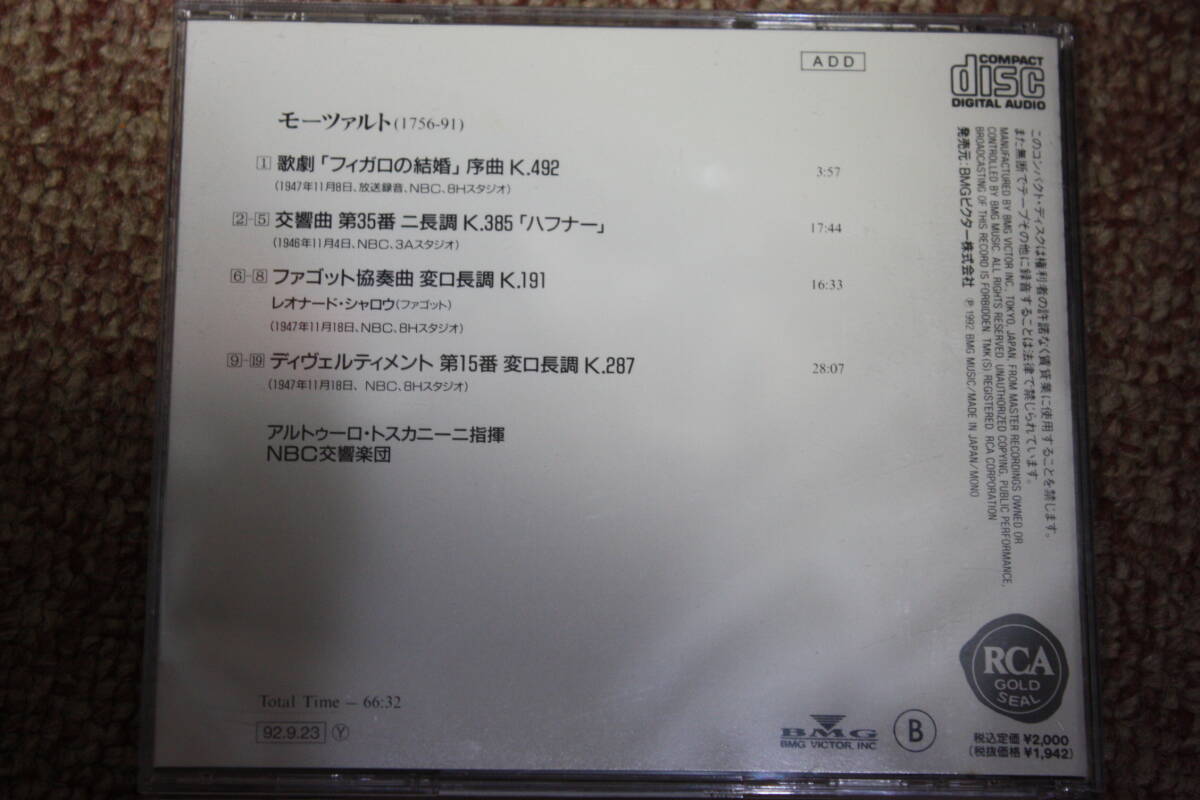 ADD
COMPACT
disc
DIGITAL AUDIO
モーツァルト(1756-91)
1 歌劇「フィガロの結婚」序曲 K.492 3:57
(1947年11月8日、放送録音、NBC、8Hスタジオ)
2-5 交響曲 第35番 ニ長調 K.385「ハフナー」 17:44
(1946年11月4日、NBC、3Aスタジオ)
6-8 ファゴット協奏曲 変ロ長調 K.191 16:33
レオナード・シャロウ(ファゴット)
(1947年11月18日、NBC、8Hスタジオ)
9-19 ディヴェルティメント 第15番 変ロ長調 K.287 28:07
(1947年11月18日、NBC、8Hスタジオ)
アルトゥーロ・トスカニーニ指揮
NBC交響楽団
Total Time – 66:32
92.9.23 Y
このコンパクト・ディスクは権利者の許諾なく賃貸業に使用することを禁じます。
また無断でテープその他に録音することは法律で禁じられています。
MANUFACTURED BY BMG VICTOR INC., TOKYO, JAPAN, FROM MASTER RECORDINGS OWNED OR
CONTROLLED BY BMG MUSIC. ALL RIGHTS RESERVED. UNAUTHORIZED COPYING, PUBLIC PERFORMANCE,
BROADCASTING OF THIS RECORD IS FORBIDDEN. TMK(S) REGISTERED. RCA CORPORATION
発売元:BMGビクター株式会社 ℗ 1992 BMG MUSIC/MADE IN JAPAN/MONO
RCA
GOLD
SEAL
BMG
BMG VICTOR, INC.
B
税込定価 ¥2,000
(税抜価格 ¥1,942)